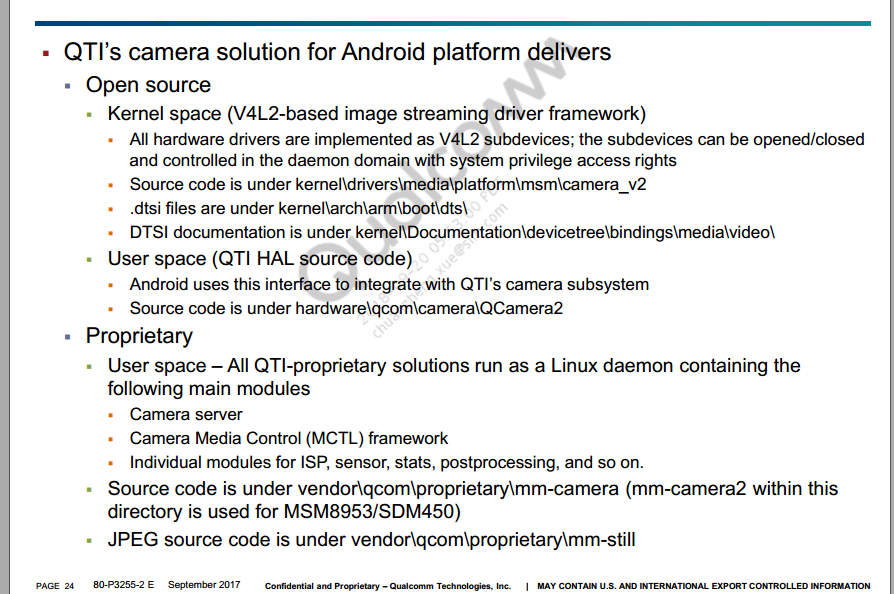 QTI’s camera solution for Android platform delivers
Open source
Kernel space (V4L2-based image streaming driver framework)
All hardware drivers are implemented as V4L2 subdevices; the subdevices can be opened/closed
and controlled in the daemon domain with system privilege access rights
Source code is under kernel\drivers\media\platform\msm\camera_v2
.dtsi files are under kernel\arch\arm\boot\dts\
DTSI documentation is under kernel\Documentation\devicetree\bindings\media\video\
User space (QTI HAL source code)
Android uses this interface to integrate with QTI’s camera subsystem
Source code is under hardware\qcom\camera\QCamera2
Proprietary
User space – All QTI-proprietary solutions run as a Linux daemon containing the
following main modules
Camera server
Camera Media Control (MCTL) framework
Individual modules for ISP, sensor, stats, postprocessing, and so on.
Source code is under vendor\qcom\proprietary\mm-camera (mm-camera2 within this
directory is used for MSM8953/SDM450)
JPEG source code is under vendor\qcom\proprietary\mm-still
Qualcomm
PAGE 24 80-P3255-2 E September 2017 Confidential and Proprietary – Qualcomm Technologies, Inc. | MAY CONTAIN U.S. AND INTERNATIONAL EXPORT CONTROLLED INFORMATION